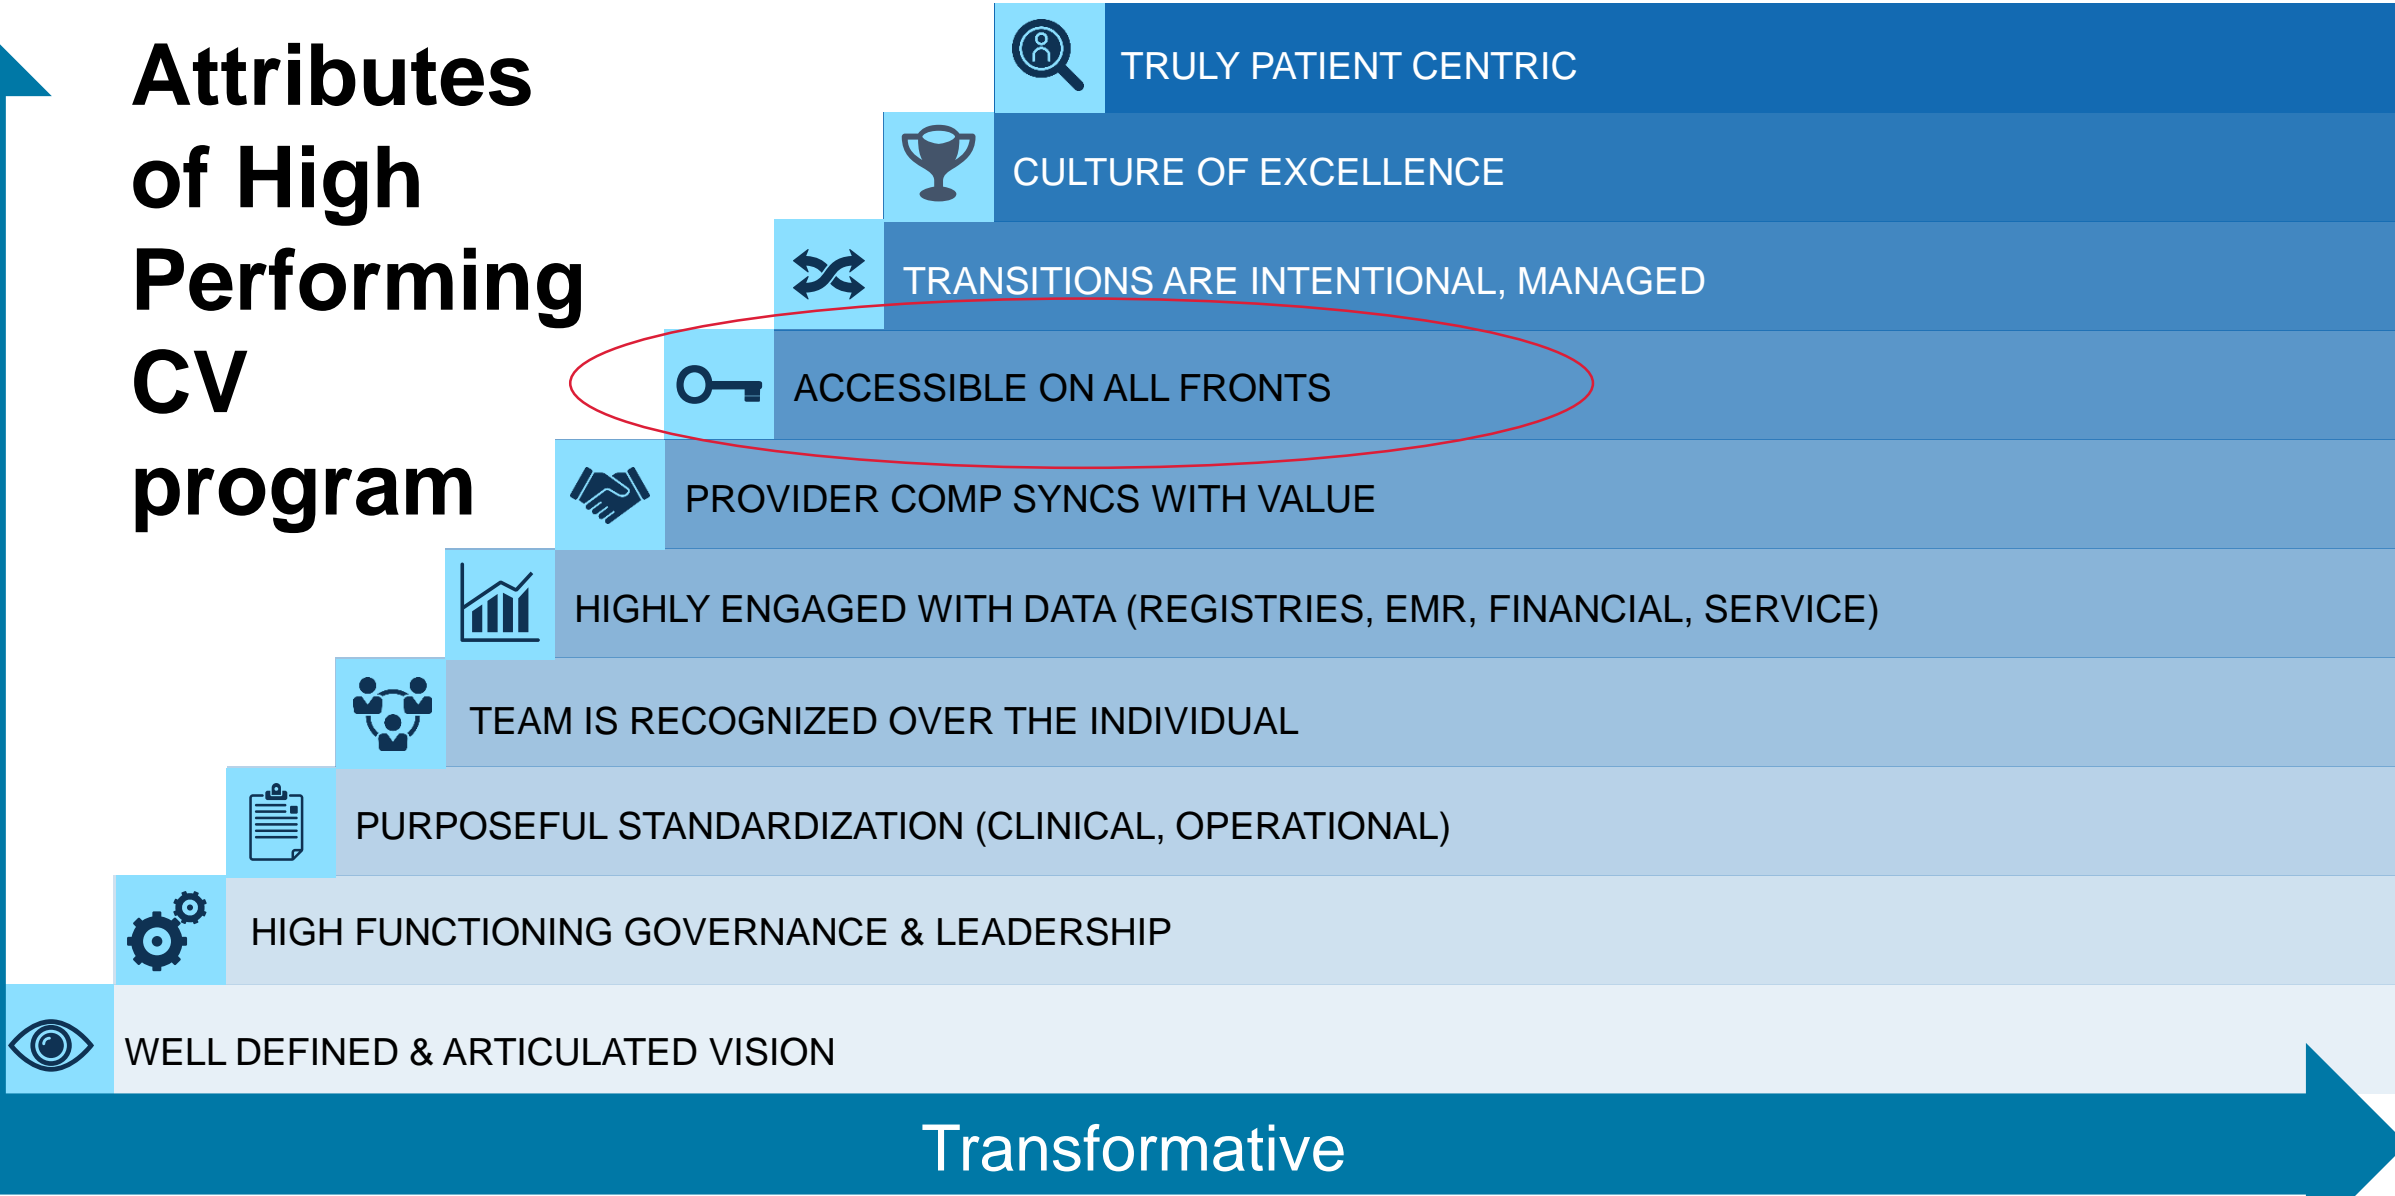 Attributes
of High
Performing
CV
program
TRULY PATIENT CENTRIC
CULTURE OF EXCELLENCE
TRANSITIONS ARE INTENTIONAL, MANAGED
ACCESSIBLE ON ALL FRONTS
PROVIDER COMP SYNCS WITH VALUE
HIGHLY ENGAGED WITH DATA (REGISTRIES, EMR, FINANCIAL, SERVICE)
TEAM IS RECOGNIZED OVER THE INDIVIDUAL
PURPOSEFUL STANDARDIZATION (CLINICAL, OPERATIONAL)
HIGH FUNCTIONING GOVERNANCE & LEADERSHIP
WELL DEFINED & ARTICULATED VISION
Transformative